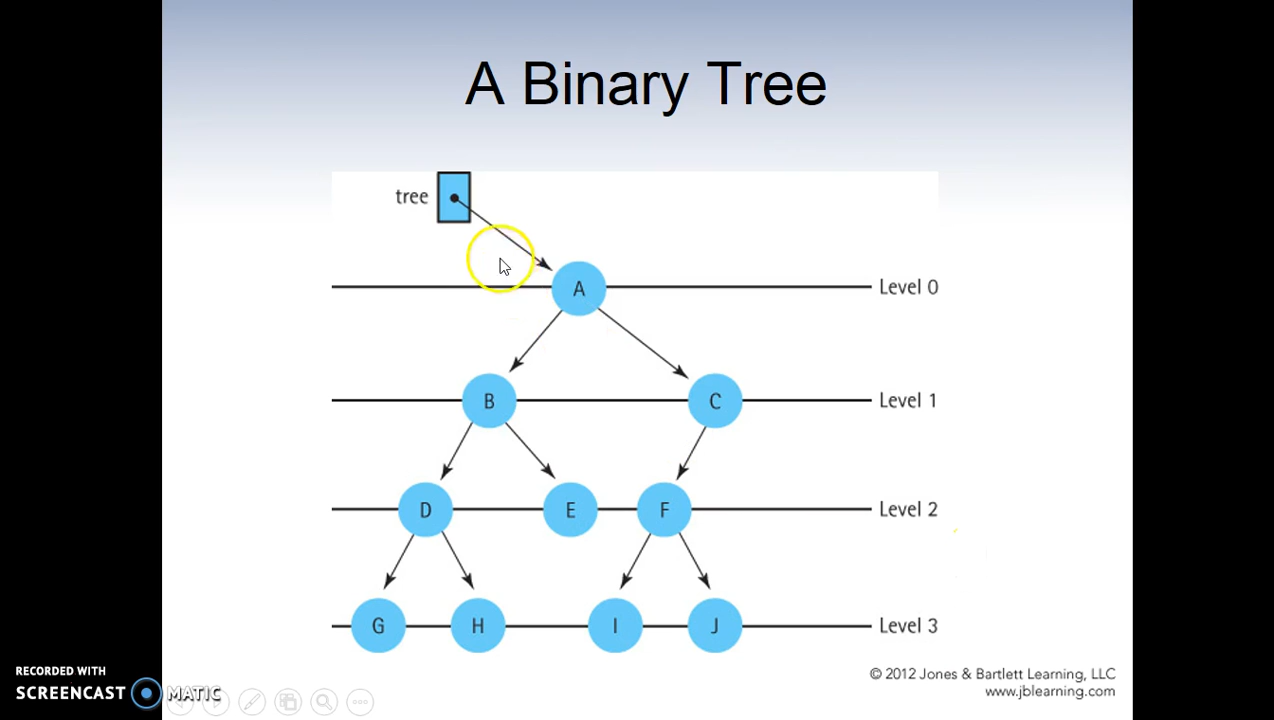 A Binary Tree
tree
A
Level 0
B
C
Level 1
D
E
F
Level 2
G
H
I
J
Level 3
© 2012 Jones & Bartlett Learning, LLC
www.jblearning.com
RECORDED WITH
SCREENCAST MATIC